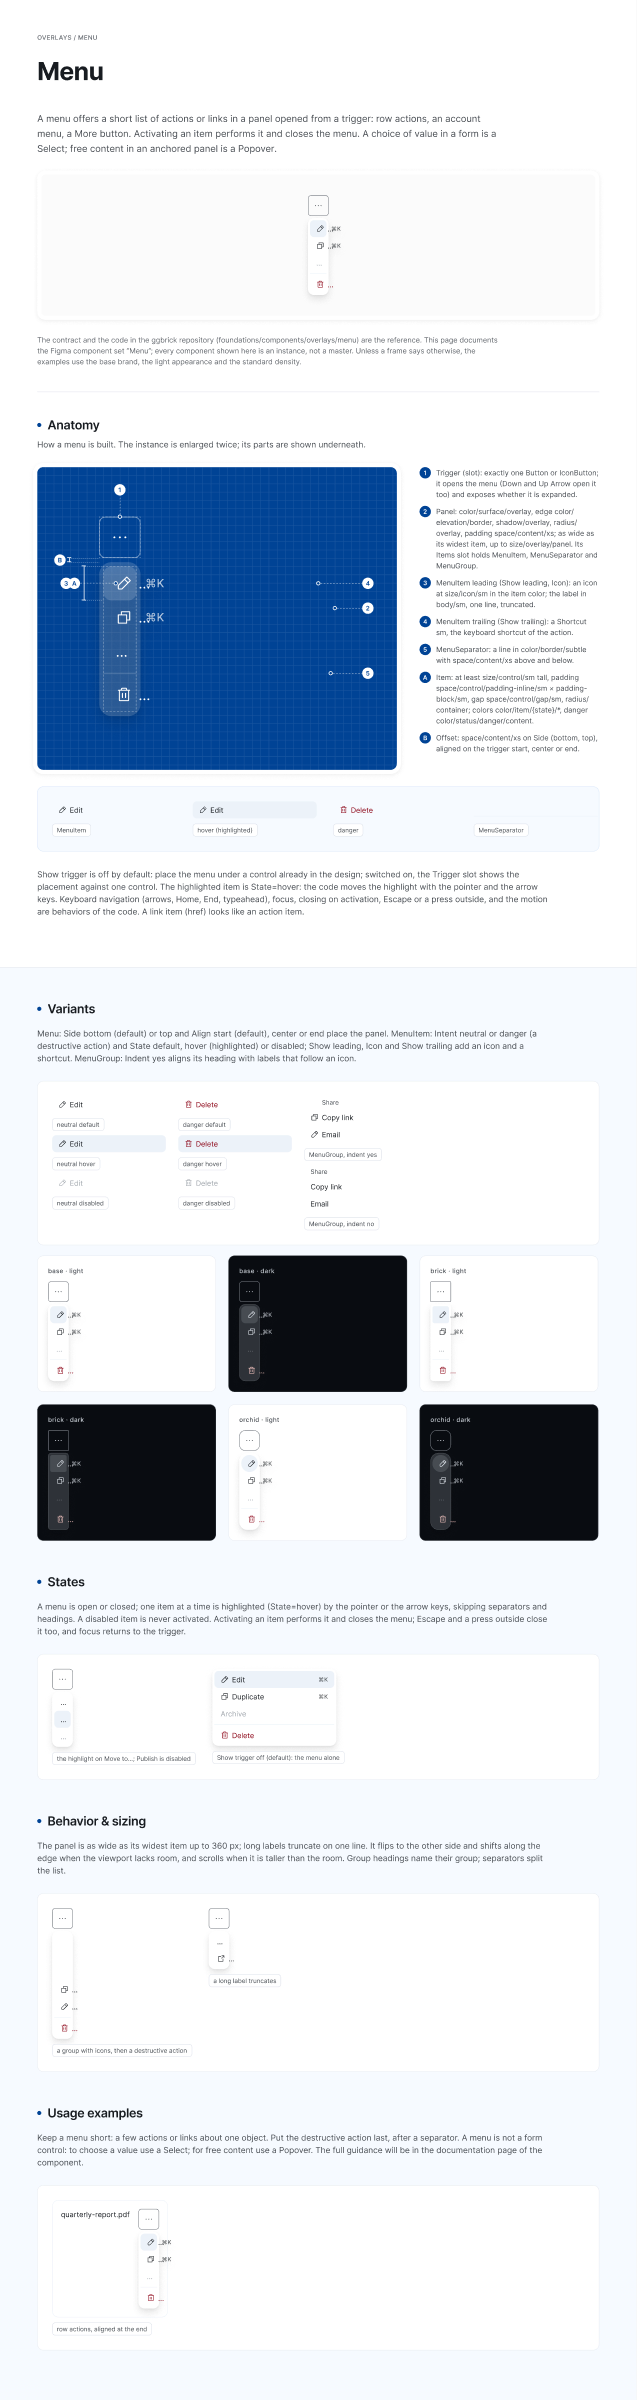 OVERLAYS / MENU
Menu
A menu offers a short list of actions or links in a panel opened from a trigger: row actions, an account
menu, a More button. Activating an item performs it and closes the menu. A choice of value in a form is a
Select; free content in an anchored panel is a Popover.
...
...⌘K
...⌘K
...
...
The contract and the code in the ggbrick repository (foundations/components/overlays/menu) are the reference. This page documents
the Figma component set "Menu"; every component shown here is an instance, not a master. Unless a frame says otherwise, the
examples use the base brand, the light appearance and the standard density.
Anatomy
How a menu is built. The instance is enlarged twice; its parts are shown underneath.
1
...
B
3 A
...⌘K
4
2
...⌘K
...
5
...
1 Trigger (slot): exactly one Button or IconButton;
it opens the menu (Down and Up Arrow open it
too) and exposes whether it is expanded.
2 Panel: color/surface/overlay, edge color/
elevation/border, shadow/overlay, radius/
overlay, padding space/content/xs; as wide as
its widest item, up to size/overlay/panel. Its
Items slot holds MenuItem, MenuSeparator and
MenuGroup.
3 MenuItem leading (Show leading, Icon): an icon
at size/icon/sm in the item color; the label in
body/sm, one line, truncated.
4 MenuItem trailing (Show trailing): a Shortcut
sm, the keyboard shortcut of the action.
5 MenuSeparator: a line in color/border/subtle
with space/content/xs above and below.
A Item: at least size/control/sm tall, padding
space/control/padding-inline/sm × padding-
block/sm, gap space/control/gap/sm, radius/
container; colors color/item/{state}/*, danger
color/status/danger/content.
B Offset: space/content/xs on Side (bottom, top),
aligned on the trigger start, center or end.
Edit
Edit
Delete
MenuItem
hover (highlighted)
danger
MenuSeparator
Show trigger is off by default: place the menu under a control already in the design; switched on, the Trigger slot shows the
placement against one control. The highlighted item is State=hover: the code moves the highlight with the pointer and the arrow
keys. Keyboard navigation (arrows, Home, End, typeahead), focus, closing on activation, Escape or a press outside, and the motion
are behaviors of the code. A link item (href) looks like an action item.
Variants
Menu: Side bottom (default) or top and Align start (default), center or end place the panel. MenuItem: Intent neutral or danger (a
destructive action) and State default, hover (highlighted) or disabled; Show leading, Icon and Show trailing add an icon and a
shortcut. MenuGroup: Indent yes aligns its heading with labels that follow an icon.
Edit
neutral default
Edit
neutral hover
Edit
neutral disabled
Delete
danger default
Delete
danger hover
Delete
danger disabled
Share
Copy link
Email
MenuGroup, indent yes
Share
Copy link
Email
MenuGroup, indent no
base · light
...
...⌘K
...⌘K
...
...
base · dark
...
...⌘K
...⌘K
...
...
brick · light
...
...⌘K
...⌘K
...
...
brick · dark
...
...⌘K
...⌘K
...
...
orchid · light
...
...⌘K
...⌘K
...
...
orchid · dark
...
...⌘K
...⌘K
...
...
States
A menu is open or closed; one item at a time is highlighted (State=hover) by the pointer or the arrow keys, skipping separators and
headings. A disabled item is never activated. Activating an item performs it and closes the menu; Escape and a press outside close
it too, and focus returns to the trigger.
...
...
...
...
the highlight on Move to...; Publish is disabled
Edit ⌘K
Duplicate ⌘K
Archive
Delete
Show trigger off (default): the menu alone
Behavior & sizing
The panel is as wide as its widest item up to 360 px; long labels truncate on one line. It flips to the other side and shifts along the
edge when the viewport lacks room, and scrolls when it is taller than the room. Group headings name their group; separators split
the list.
...
...
...
...
a group with icons, then a destructive action
...
...
...
a long label truncates
Usage examples
Keep a menu short: a few actions or links about one object. Put the destructive action last, after a separator. A menu is not a form
control: to choose a value use a Select; for free content use a Popover. The full guidance will be in the documentation page of the
component.
quarterly-report.pdf
...
...⌘K
...⌘K
...
...
row actions, aligned at the end